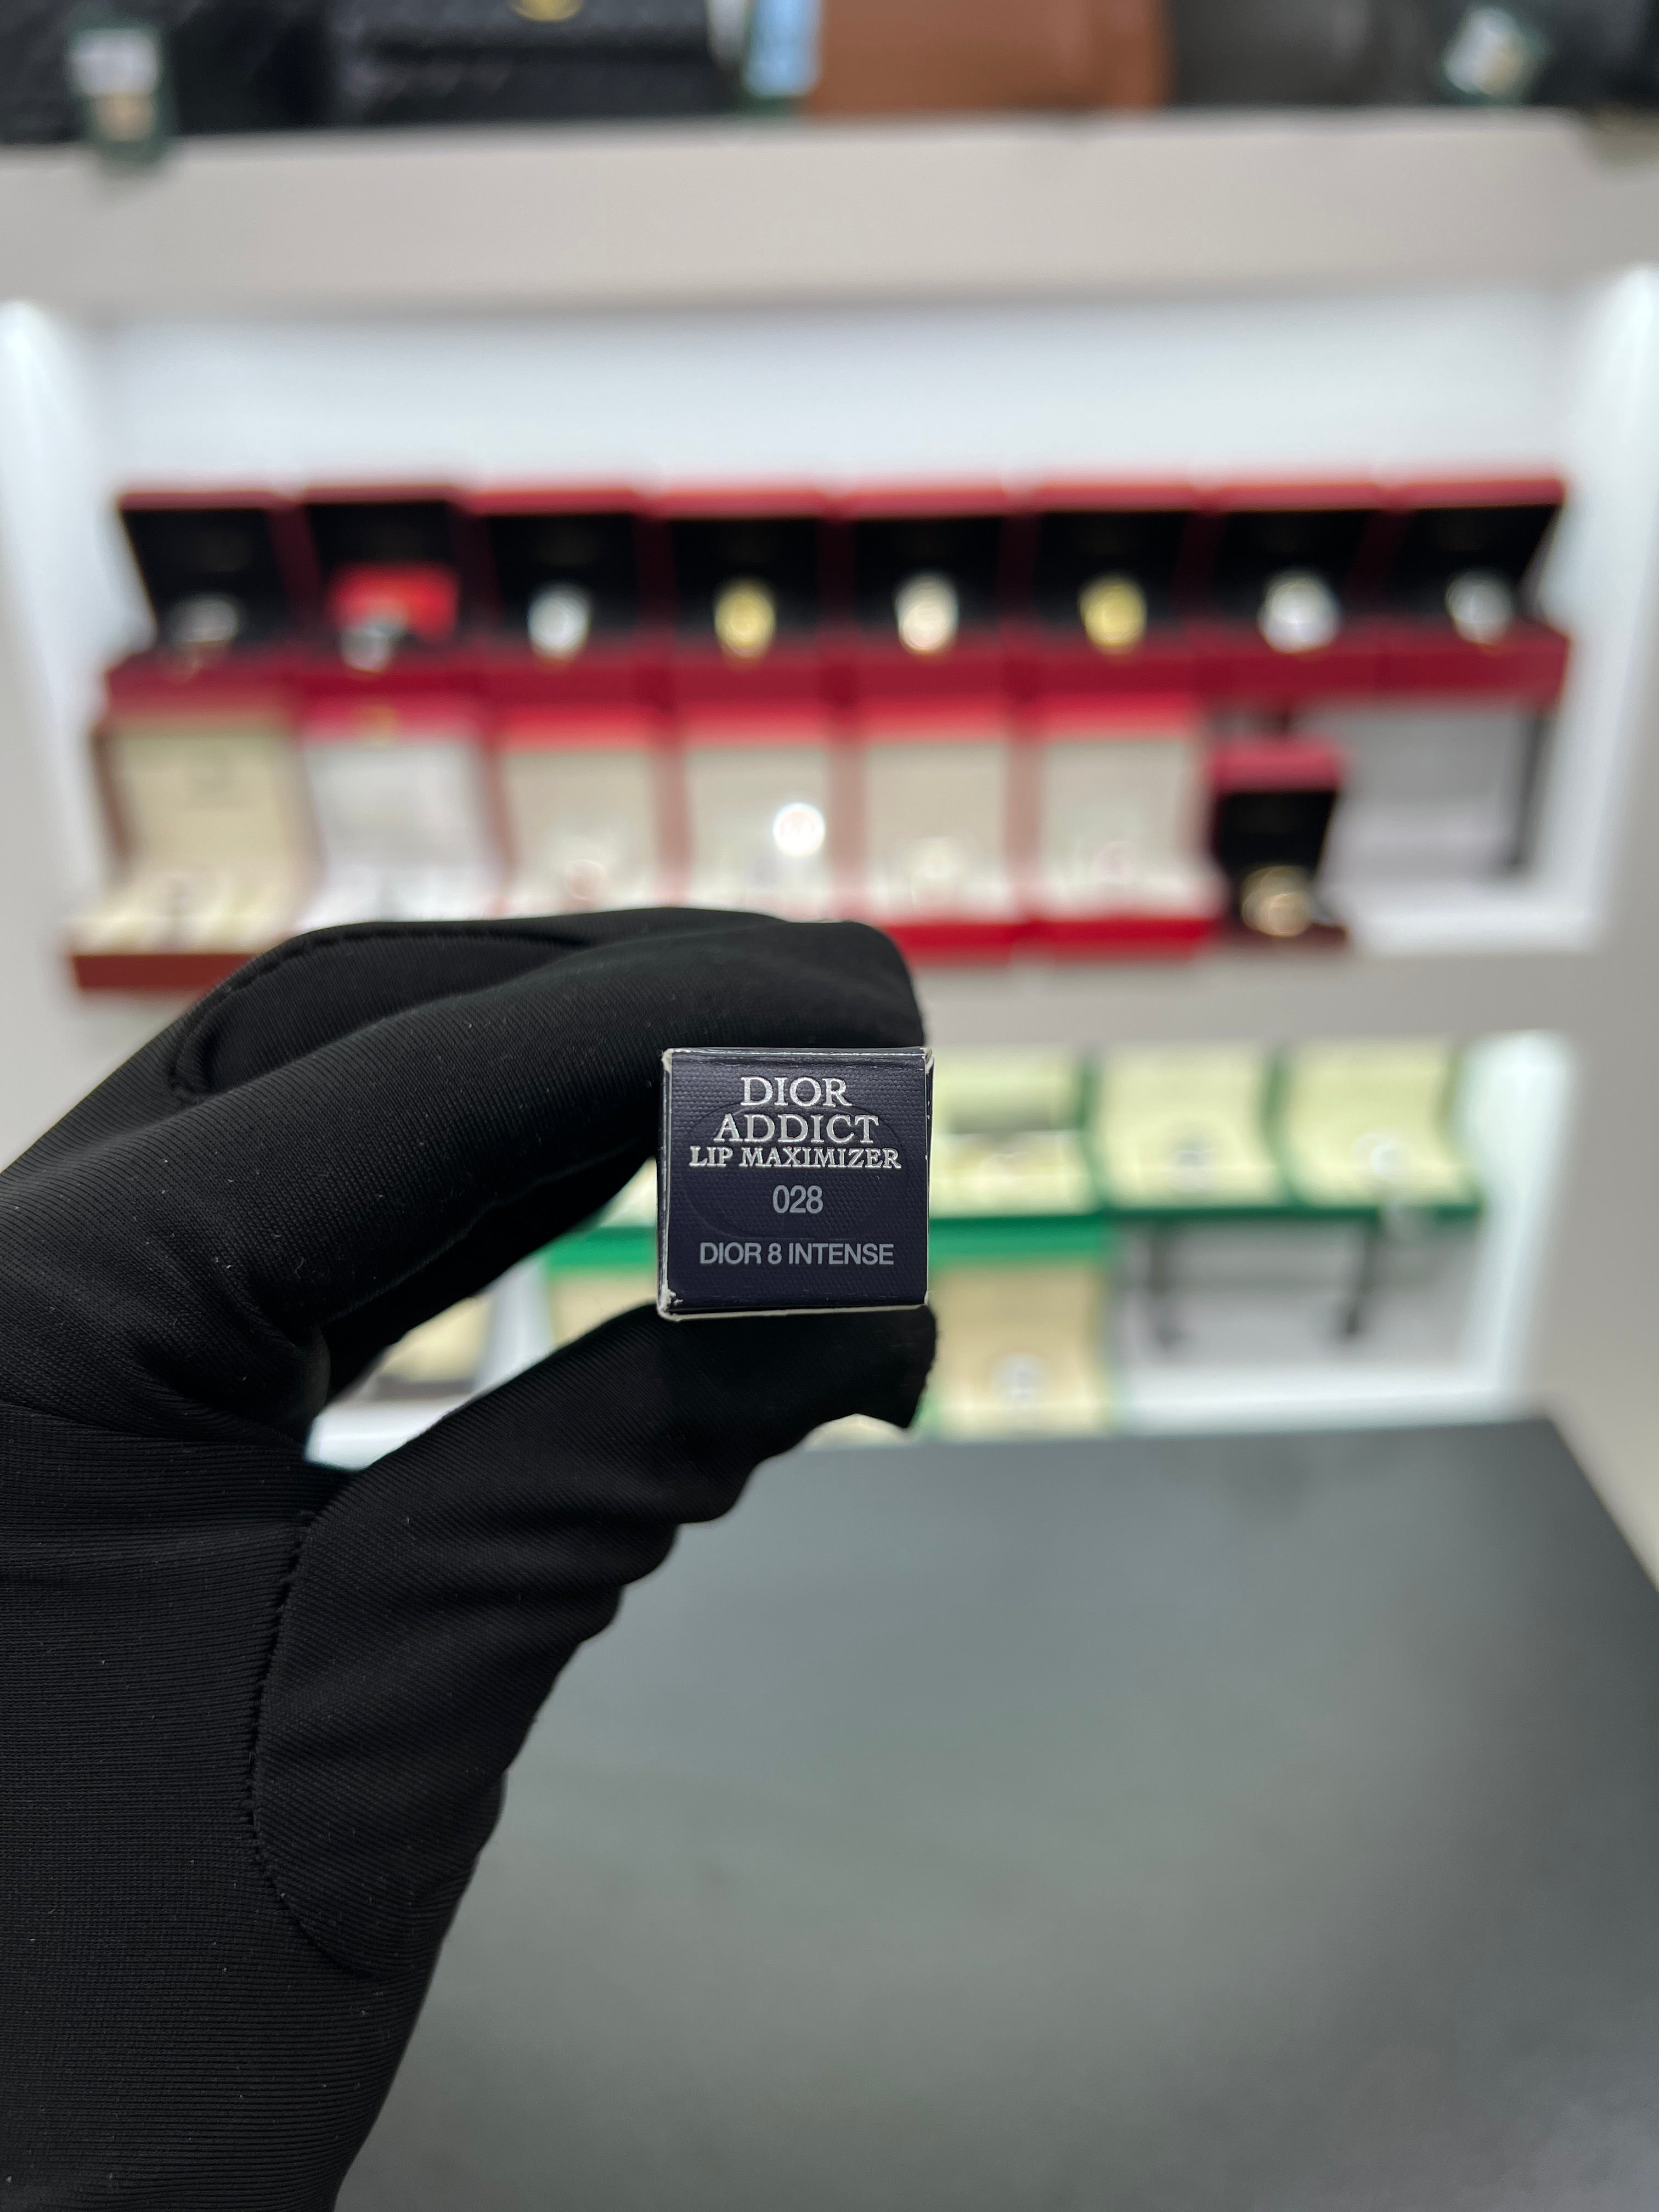 DIOR
ADDICT
LIP MAXIMIZER
028
DIOR 8 INTENSE